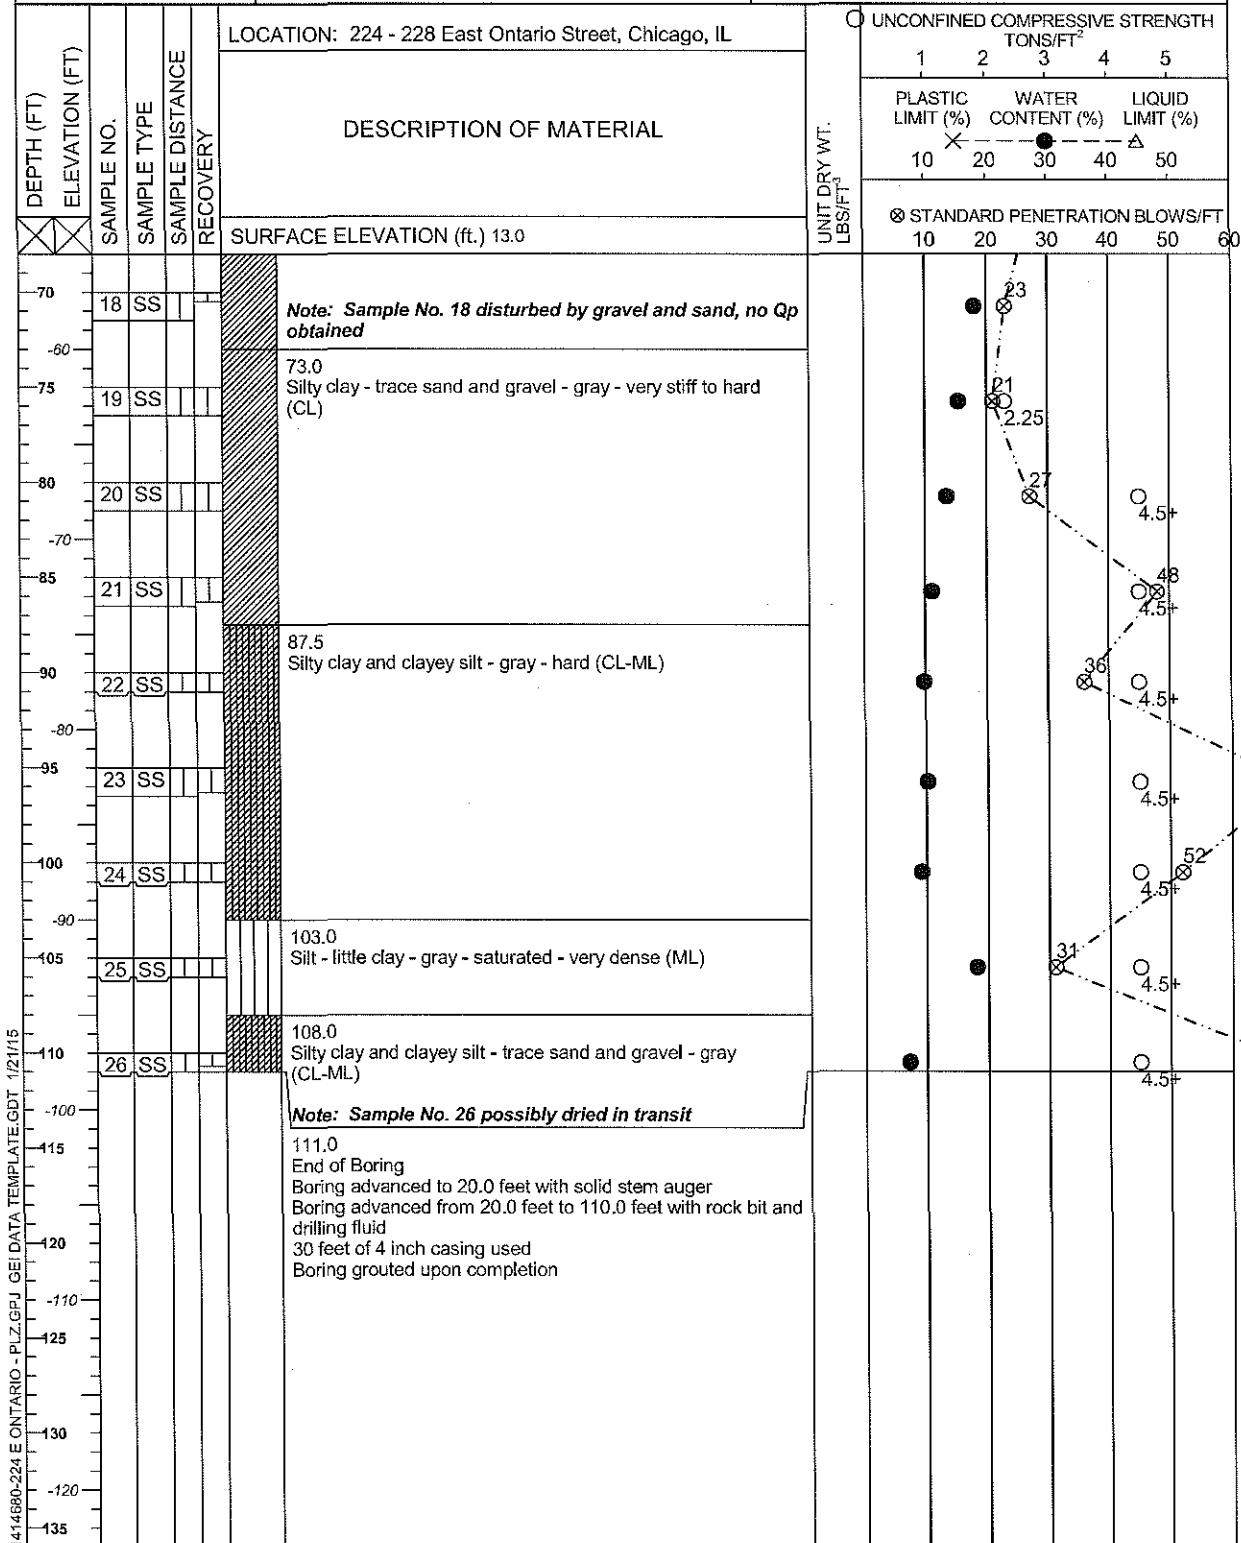 LOCATION: 224 - 228 East Ontario Street, Chicago, IL
DEPTH (FT)
ELEVATION (FT)
SAMPLE NO.
SAMPLE TYPE
SAMPLE DISTANCE
RECOVERY
DESCRIPTION OF MATERIAL
SURFACE ELEVATION (ft.) 13.0
UNIT DRY WT.
LBS/FT³
UNCONFINED COMPRESSIVE STRENGTH
TONS/FT²
1 2 3 4 5
PLASTIC WATER LIQUID
LIMIT (%) CONTENT (%) LIMIT (%)
10 20 30 40 50
STANDARD PENETRATION BLOWS/FT
10 20 30 40 50 60
70
18 SS
23
Note: Sample No. 18 disturbed by gravel and sand, no Qp
obtained
-60
73.0
Silty clay - trace sand and gravel - gray - very stiff to hard
(CL)
75
19 SS
21
2.25
80
20 SS
27
4.5+
-70
85
21 SS
48
4.5+
87.5
Silty clay and clayey silt - gray - hard (CL-ML)
90
22 SS
36
4.5+
-80
95
23 SS
4.5+
100
24 SS
52
4.5+
-90
103.0
Silt - little clay - gray - saturated - very dense (ML)
105
25 SS
31
4.5+
108.0
Silty clay and clayey silt - trace sand and gravel - gray
(CL-ML)
110
26 SS
4.5+
-100
Note: Sample No. 26 possibly dried in transit
111.0
End of Boring
Boring advanced to 20.0 feet with solid stem auger
Boring advanced from 20.0 feet to 110.0 feet with rock bit and
drilling fluid
30 feet of 4 inch casing used
Boring grouted upon completion
115
120
-110
125
130
-120
135
1414680-224 E ONTARIO - PLZ.GPJ GEI DATA TEMPLATE.GDT 1/21/15